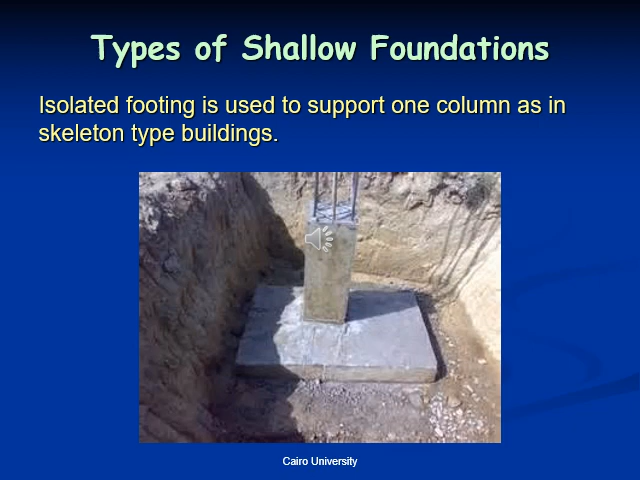 Types of Shallow Foundations
Isolated footing is used to support one column as in
skeleton type buildings.
Cairo University